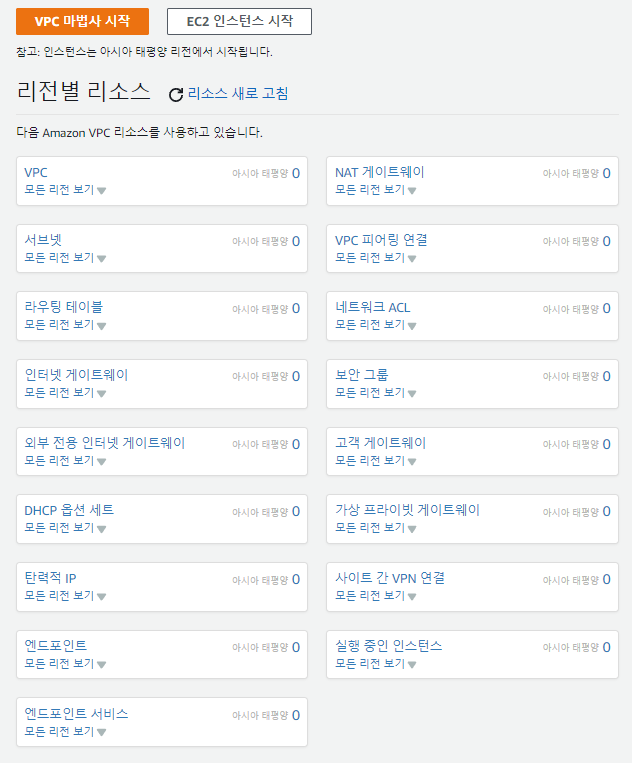 VPC 마법사 시작
EC2 인스턴스 시작
참고: 인스턴스는 아시아 태평양 리전에서 시작됩니다.
리전별 리소스
리소스 새로 고침
다음 Amazon VPC 리소스를 사용하고 있습니다.
VPC 아시아 태평양 0
모든 리전 보기
NAT 게이트웨이 아시아 태평양 0
모든 리전 보기
서브넷 아시아 태평양 0
모든 리전 보기
VPC 피어링 연결 아시아 태평양 0
모든 리전 보기
라우팅 테이블 아시아 태평양 0
모든 리전 보기
네트워크 ACL 아시아 태평양 0
모든 리전 보기
인터넷 게이트웨이 아시아 태평양 0
모든 리전 보기
보안 그룹 아시아 태평양 0
모든 리전 보기
외부 전용 인터넷 게이트웨이 아시아 태평양 0
모든 리전 보기
고객 게이트웨이 아시아 태평양 0
모든 리전 보기
DHCP 옵션 세트 아시아 태평양 0
모든 리전 보기
가상 프라이빗 게이트웨이 아시아 태평양 0
모든 리전 보기
탄력적 IP 아시아 태평양 0
모든 리전 보기
사이트 간 VPN 연결 아시아 태평양 0
모든 리전 보기
엔드포인트 아시아 태평양 0
모든 리전 보기
실행 중인 인스턴스 아시아 태평양 0
모든 리전 보기
엔드포인트 서비스 아시아 태평양 0
모든 리전 보기